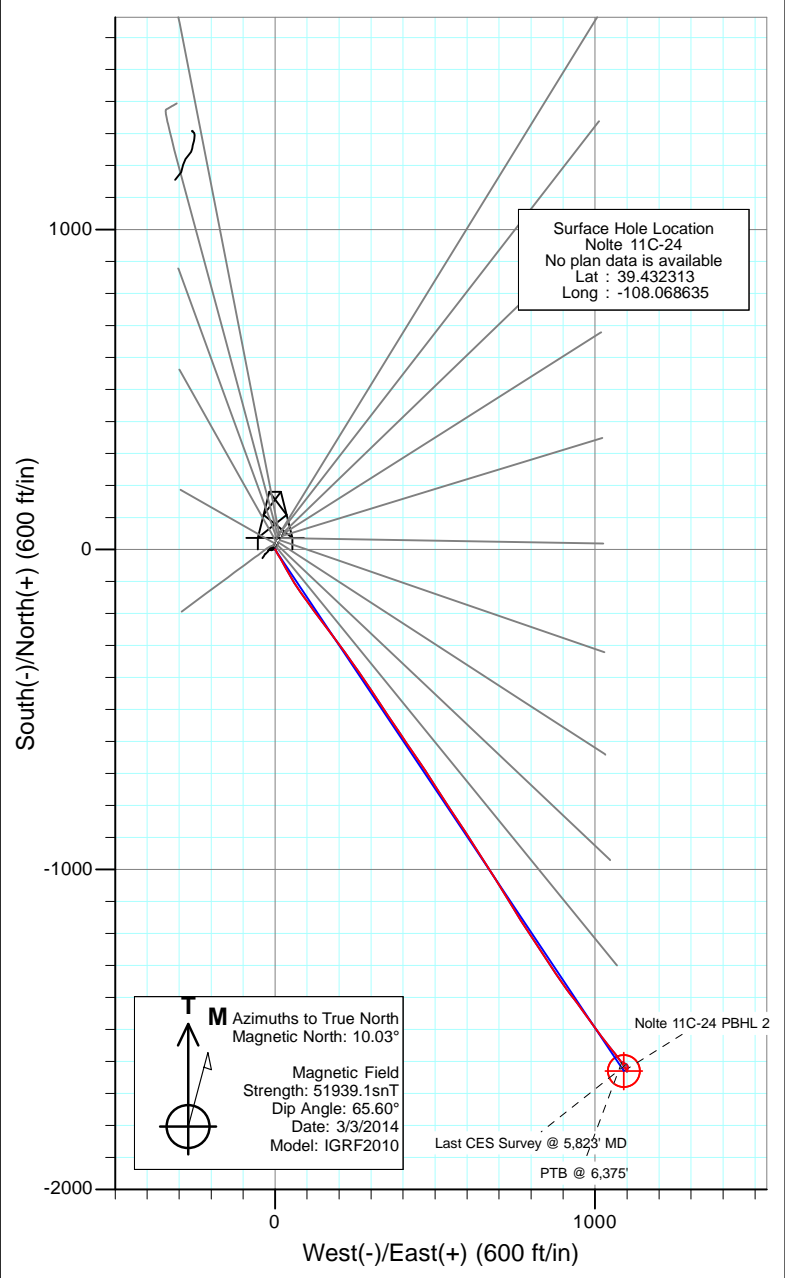 1000
Surface Hole Location
Nolte 11C-24
No plan data is available
Lat : 39.432313
Long : -108.068635
South(-)/North(+) (600 ft/in)
0
-1000
T
M
Azimuths to True North
Magnetic North: 10.03°
Magnetic Field
Strength: 51939.1snT
Dip Angle: 65.60°
Date: 3/3/2014
Model: IGRF2010
Nolte 11C-24 PBHL 2
Last CES Survey @ 5,823' MD
PTB @ 6,375'
-2000
0
1000
West(-)/East(+) (600 ft/in)